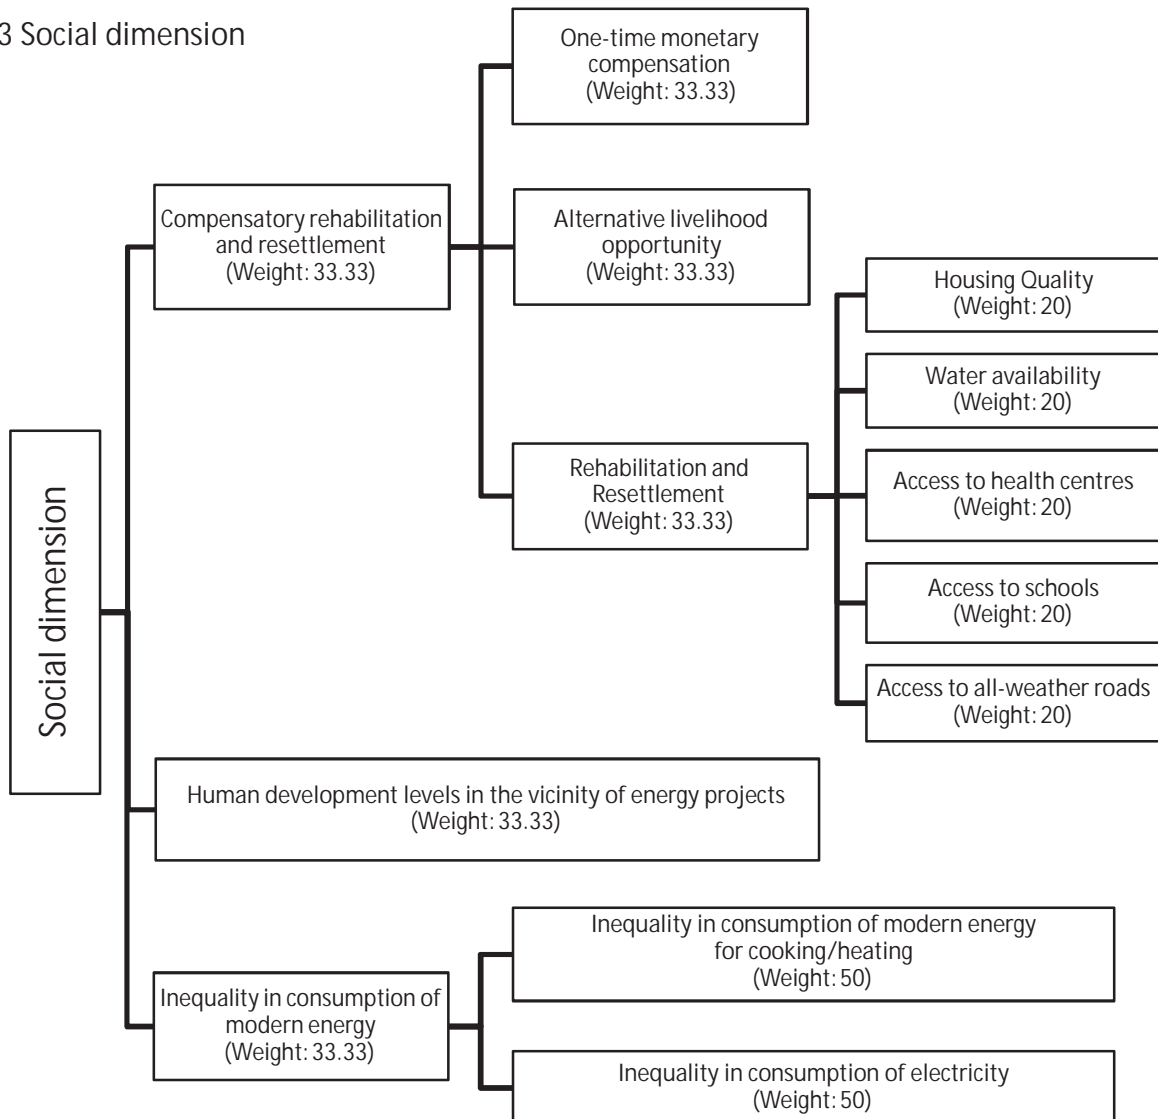 3 Social dimension
One-time monetary
compensation
(Weight: 33.33)
Compensatory rehabilitation
and resettlement
(Weight: 33.33)
Alternative livelihood
opportunity
(Weight: 33.33)
Housing Quality
(Weight: 20)
Water availability
(Weight: 20)
Rehabilitation and
Resettlement
(Weight: 33.33)
Access to health centres
(Weight: 20)
Access to schools
(Weight: 20)
Access to all-weather roads
(Weight: 20)
Social dimension
Human development levels in the vicinity of energy projects
(Weight: 33.33)
Inequality in consumption of
modern energy
(Weight: 33.33)
Inequality in consumption of modern energy
for cooking/heating
(Weight: 50)
Inequality in consumption of electricity
(Weight: 50)